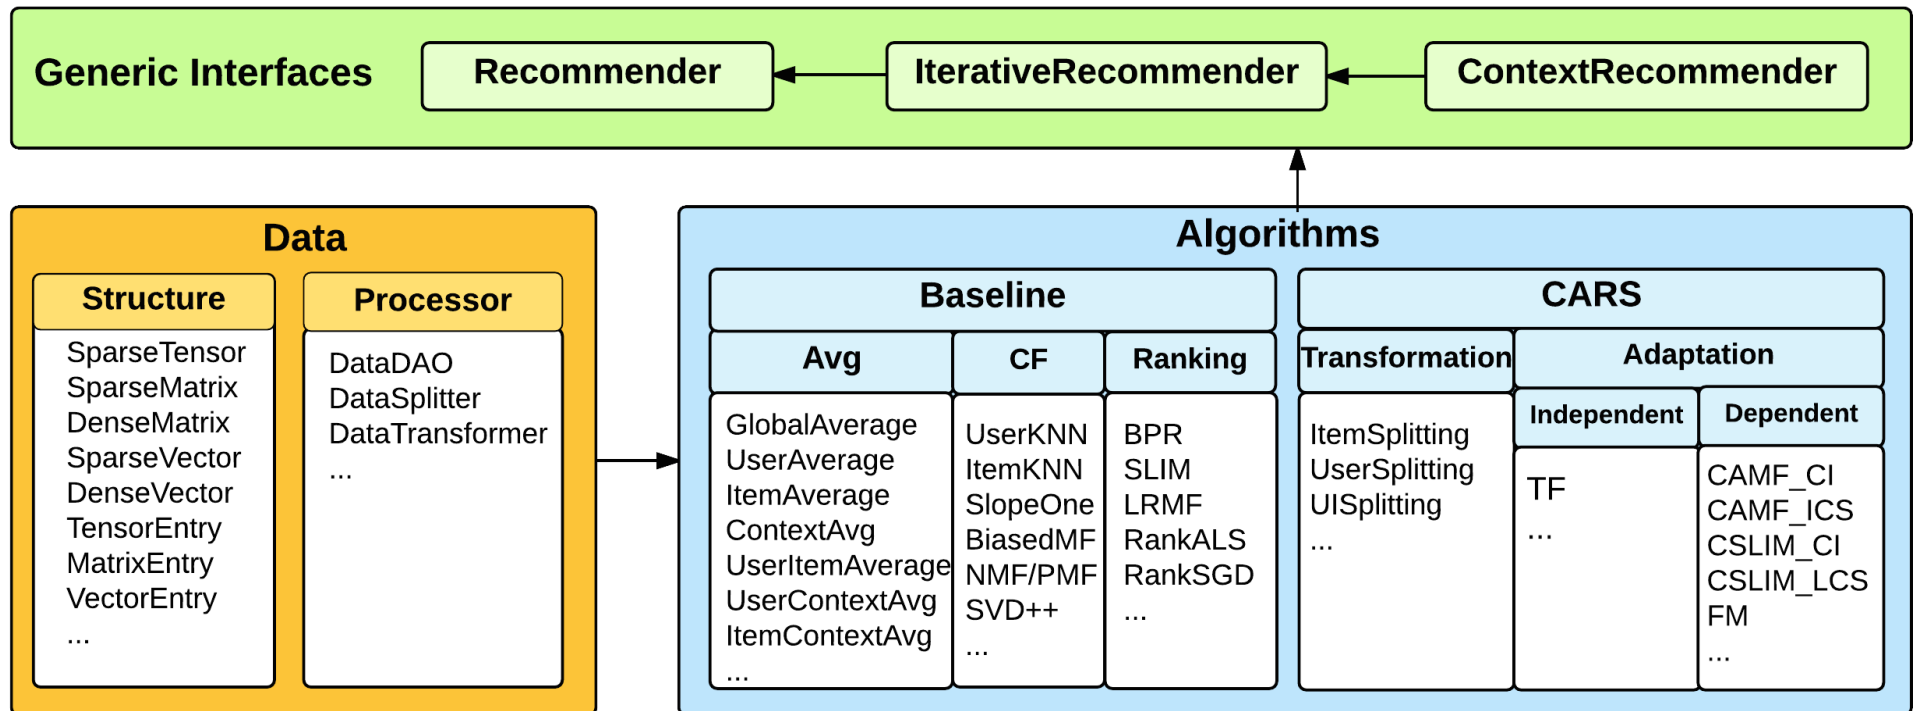 Generic Interfaces
Recommender
IterativeRecommender
ContextRecommender
Data
Structure
SparseTensor
SparseMatrix
DenseMatrix
SparseVector
DenseVector
TensorEntry
MatrixEntry
VectorEntry
...
Processor
DataDAO
DataSplitter
DataTransformer
...
Algorithms
Baseline
Avg
GlobalAverage
UserAverage
ItemAverage
ContextAvg
UserItemAverage
UserContextAvg
ItemContextAvg
...
CF
UserKNN
ItemKNN
SlopeOne
BiasedMF
NMF/PMF
SVD++
...
Ranking
BPR
SLIM
LRMF
RankALS
RankSGD
...
CARS
Transformation
ItemSplitting
UserSplitting
UISplitting
...
Adaptation
Independent
TF
...
Dependent
CAMF_CI
CAMF_ICS
CSLIM_CI
CSLIM_LCS
FM
...